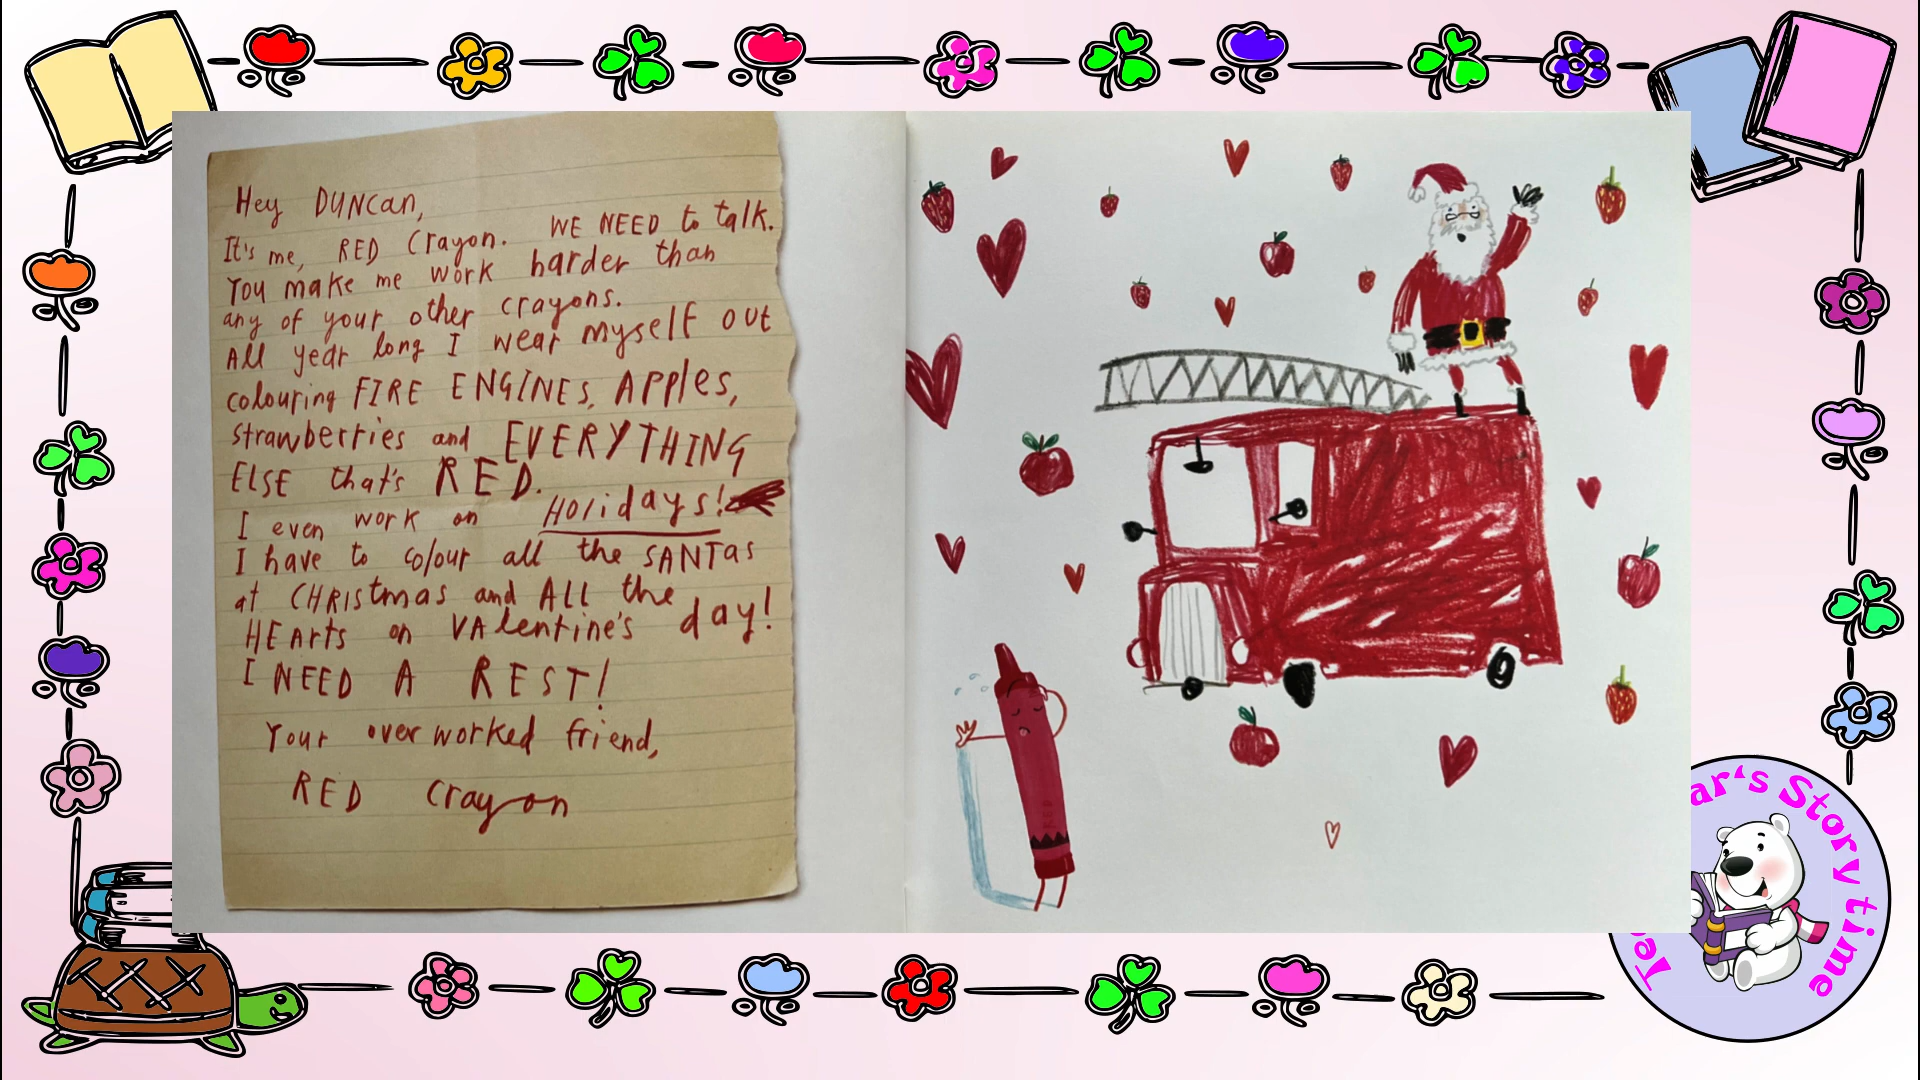 Hey DUNCAN,
It's me, RED Crayon. WE NEED to talk.
You make me work harder than
any of your other crayons.
All year long I wear myself out
colouring FIRE ENGINES, Apples,
strawberries and EVERYTHING
ELSE that's RED.
I even work on Holidays!
I have to colour all the SANTAs
at CHRistmas and ALL the
HEArts on VAlentine's day!
I NEED A REST!
Your overworked friend,
RED Crayon
ar's Story time